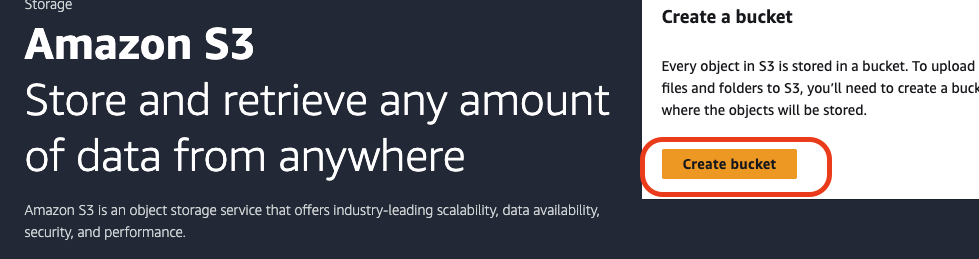 Storage
Amazon S3
Store and retrieve any amount
of data from anywhere
Amazon S3 is an object storage service that offers industry-leading scalability, data availability,
security, and performance.
Create a bucket
Every object in S3 is stored in a bucket. To upload
files and folders to S3, you'll need to create a buck
where the objects will be stored.
Create bucket